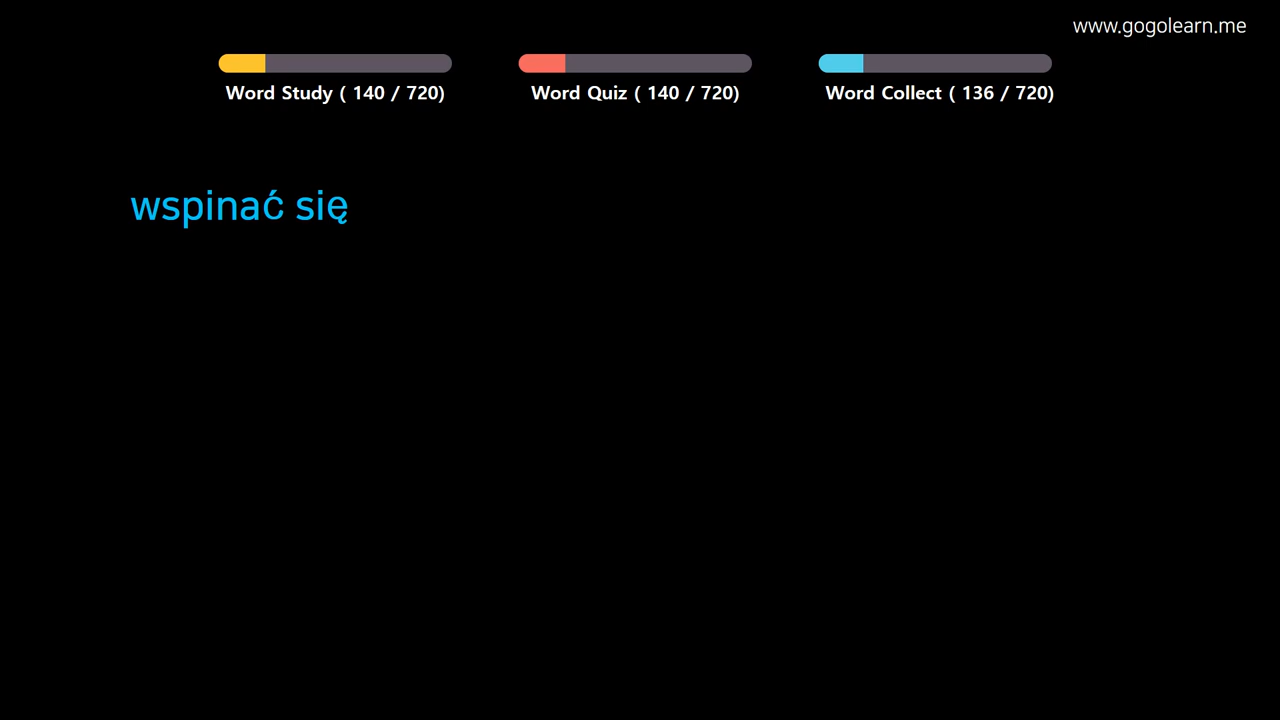 www.gogolearn.me
Word Study ( 140 / 720)
Word Quiz ( 140 / 720)
Word Collect ( 136 / 720)
wspinać się